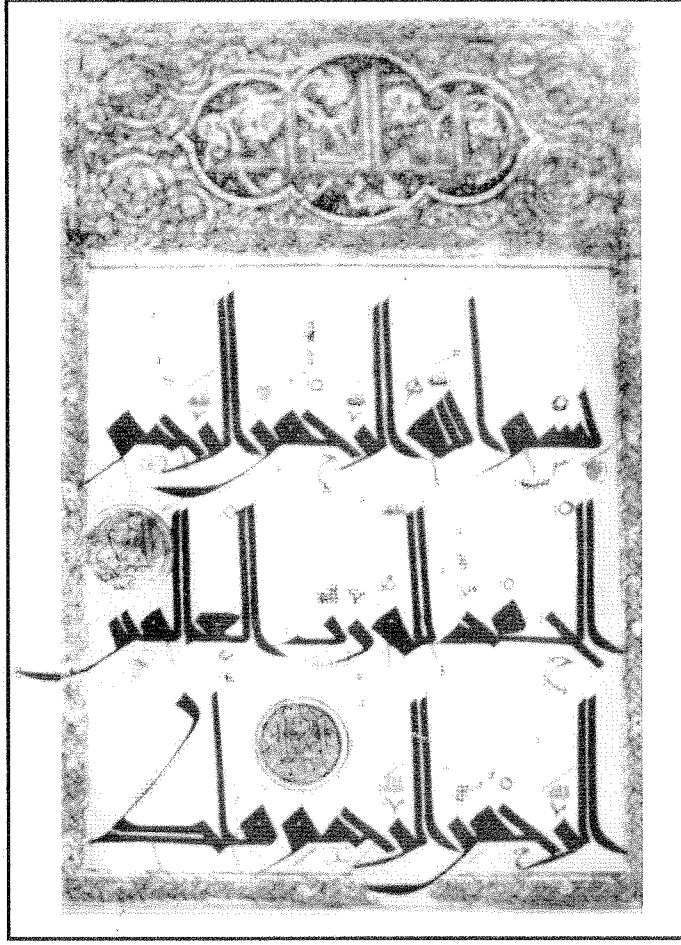 بسم الله الرحمن الرحيم
الحمد لله رب العالمين
الرحمن الرحيم ملك